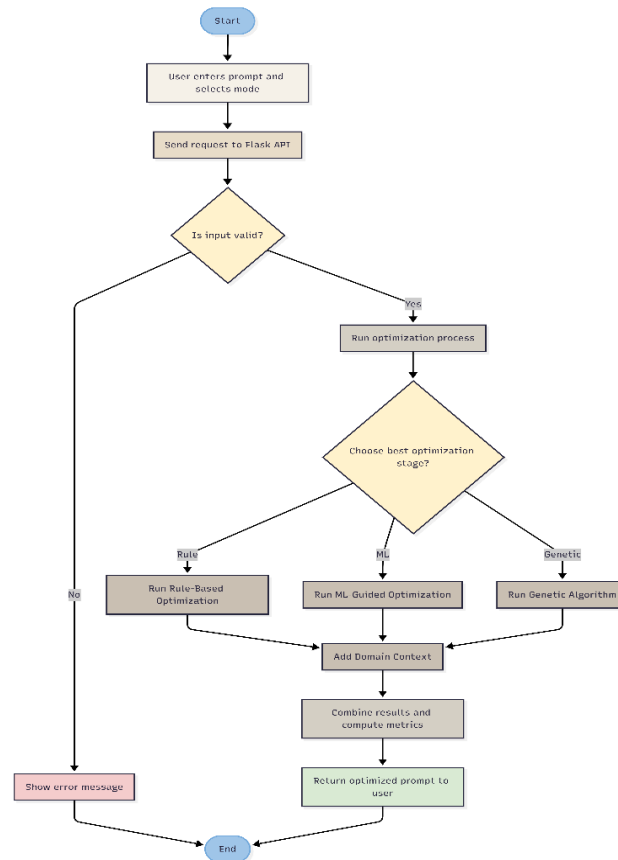 Start
User enters prompt and
selects mode
Send request to Flask API
Is input valid?
Yes
Run optimization process
Choose best optimization
stage?
Rule
ML
Genetic
Run Rule-Based
Optimization
Run ML Guided Optimization
Run Genetic Algorithm
No
Add Domain Context
Combine results and
compute metrics
Show error message
Return optimized prompt to
user
End